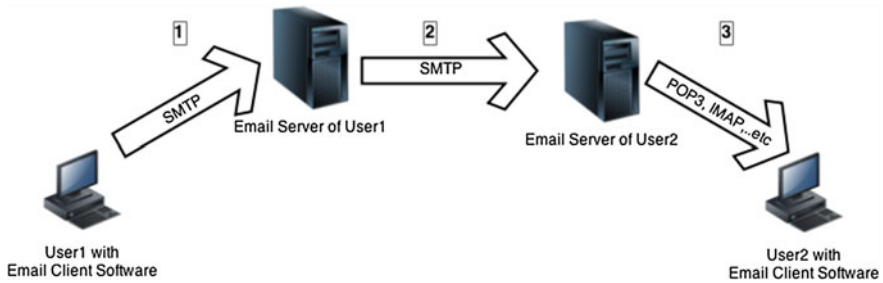 1
2
3
SMTP
SMTP
POP3, IMAP,..etc
Email Server of User1
Email Server of User2
User1 with
Email Client Software
User2 with
Email Client Software